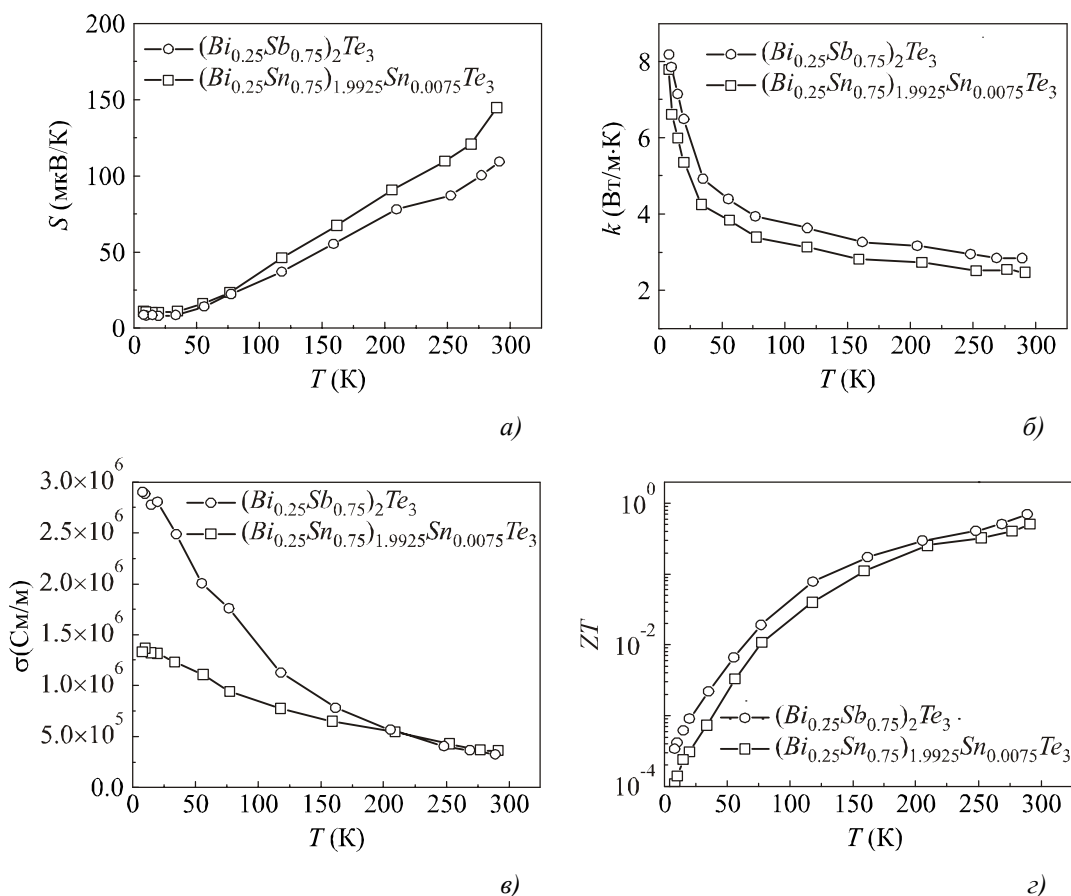 200
150
100
50
0
S (мкВ/К)
(Bi0.25Sb0.75)2Te3
(Bi0.25Sn0.75)1.9925Sn0.0075Te3
0 50 100 150 200 250 300
T (К)
а)
8
6
4
2
k (Вт/м·К)
(Bi0.25Sb0.75)2Te3
(Bi0.25Sn0.75)1.9925Sn0.0075Te3
0 50 100 150 200 250 300
T (К)
б)
3.0×10^6
2.5×10^6
2.0×10^6
1.5×10^6
1.0×10^6
5.0×10^5
0.0
σ(См/м)
(Bi0.25Sb0.75)2Te3
(Bi0.25Sn0.75)1.9925Sn0.0075Te3
0 50 100 150 200 250 300
T (К)
в)
10^0
10^-2
10^-4
ZT
(Bi0.25Sb0.75)2Te3
(Bi0.25Sn0.75)1.9925Sn0.0075Te3
0 50 100 150 200 250 300
T (К)
г)